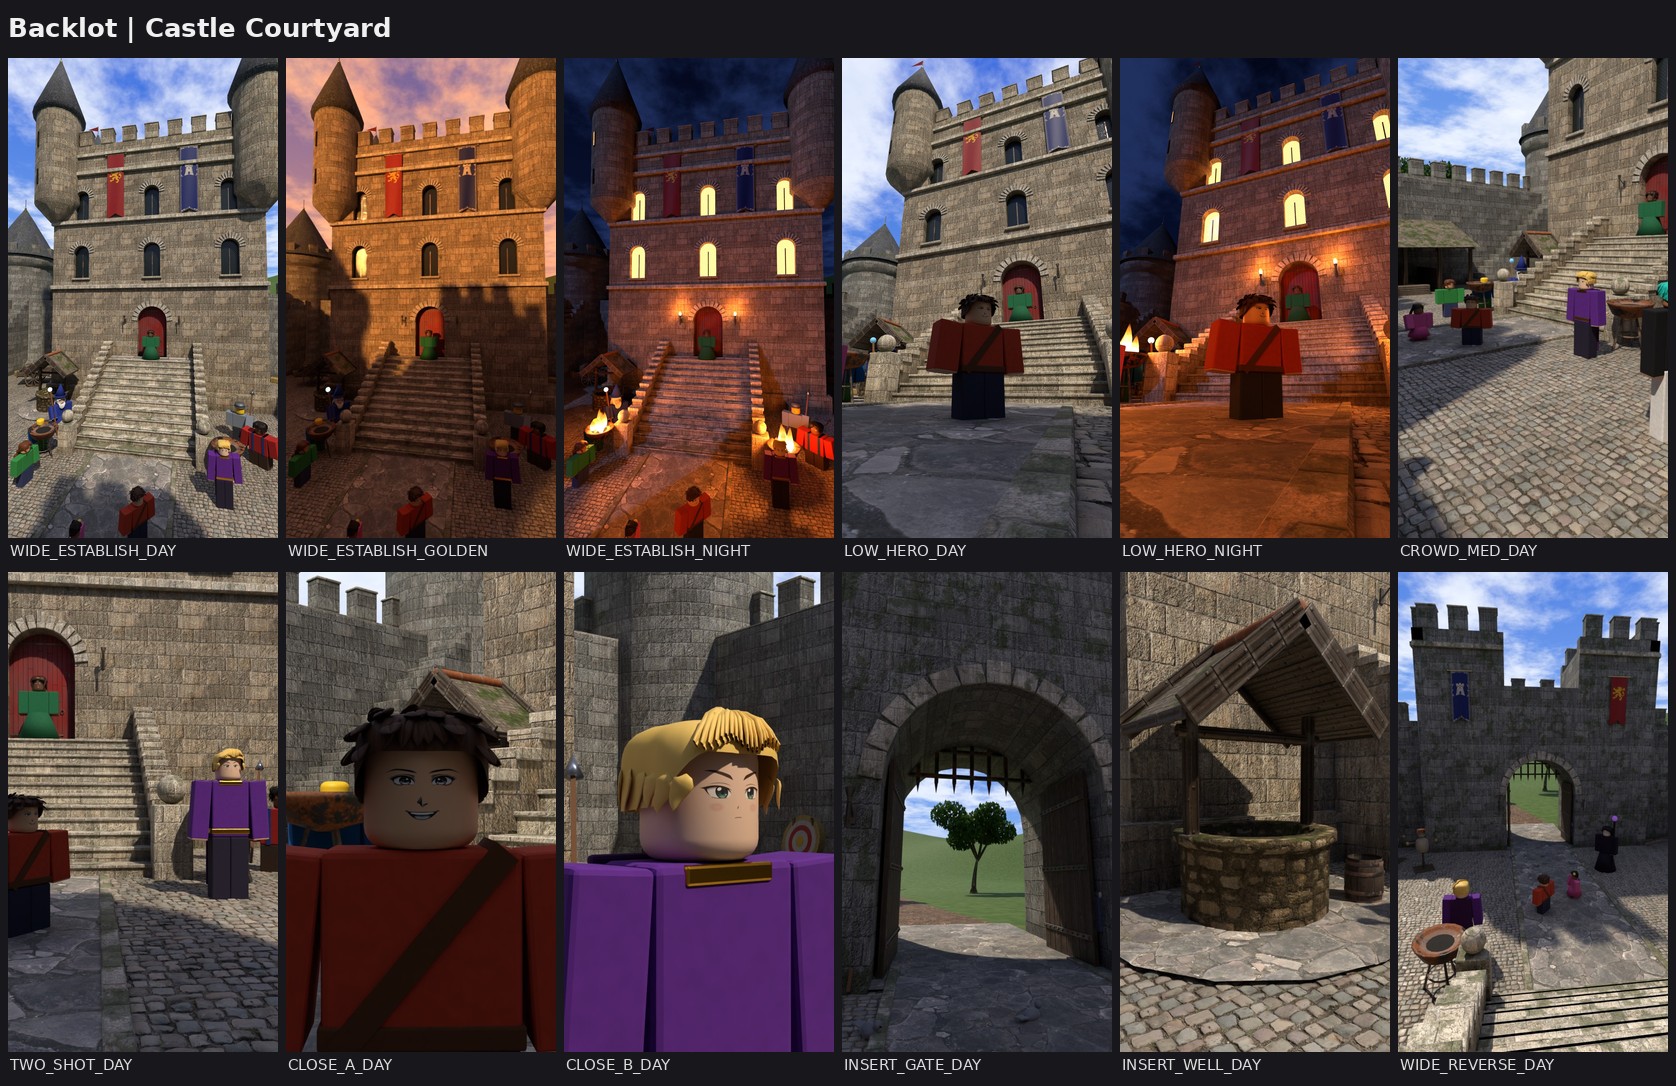 Backlot | Castle Courtyard
WIDE_ESTABLISH_DAY
WIDE_ESTABLISH_GOLDEN
WIDE_ESTABLISH_NIGHT
LOW_HERO_DAY
LOW_HERO_NIGHT
CROWD_MED_DAY
TWO_SHOT_DAY
CLOSE_A_DAY
CLOSE_B_DAY
INSERT_GATE_DAY
INSERT_WELL_DAY
WIDE_REVERSE_DAY